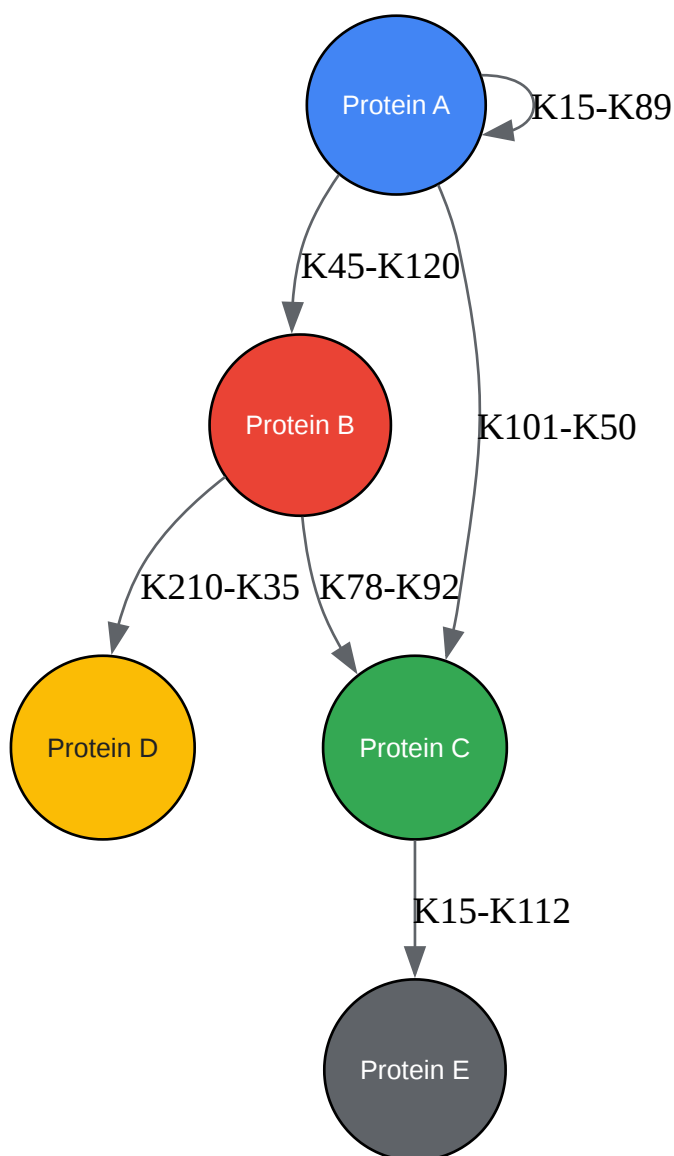 Protein A
K15-K89
K45-K120
Protein B
K101-K50
K210-K35
K78-K92
Protein D
Protein C
K15-K112
Protein E